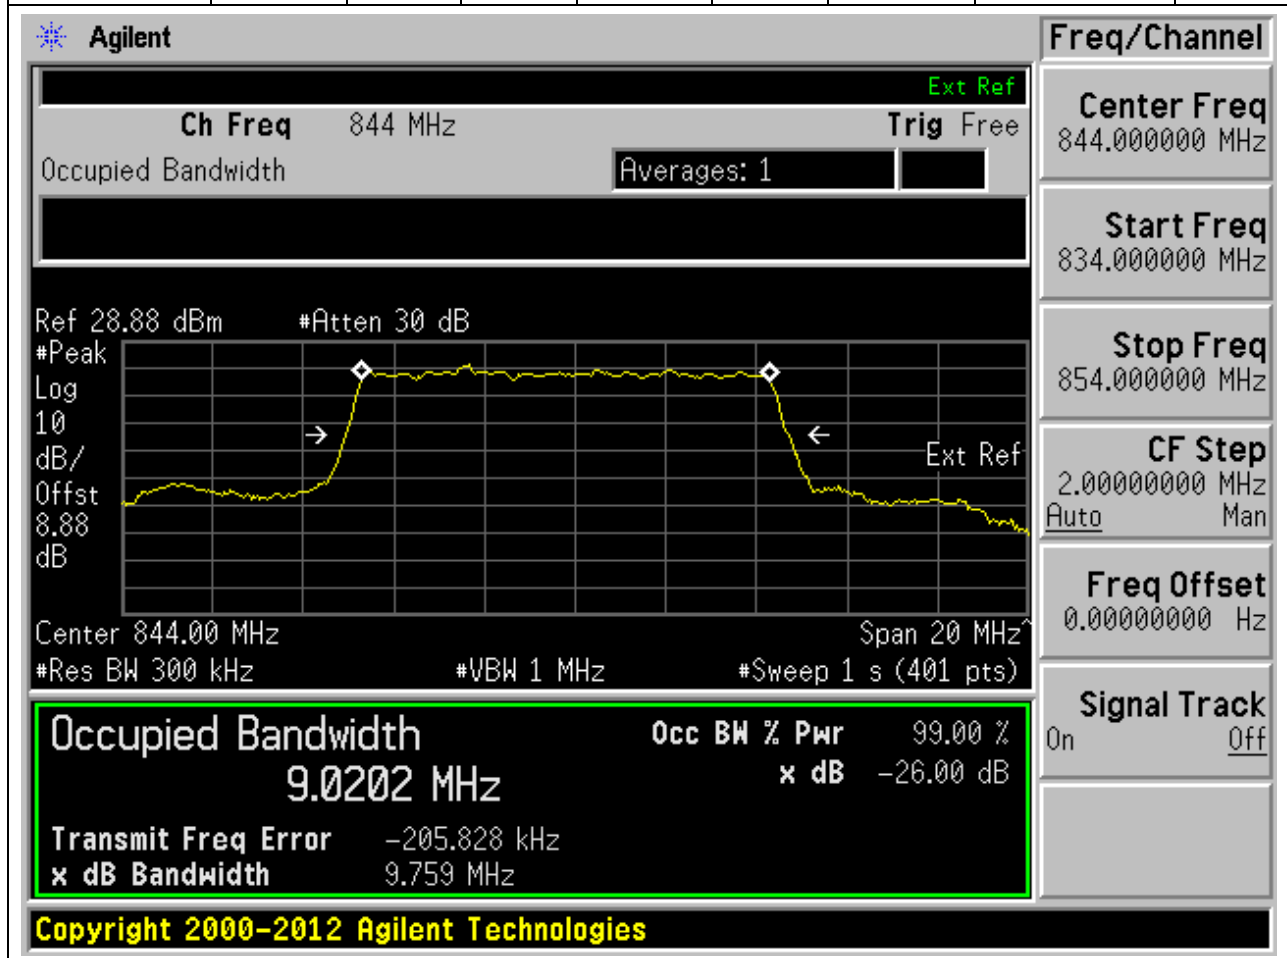 Agilent
Freq/Channel
Ext Ref
Ch Freq 844 MHz Trig Free
Occupied Bandwidth Averages: 1
Center Freq
844.000000 MHz
Start Freq
834.000000 MHz
Stop Freq
854.000000 MHz
CF Step
2.00000000 MHz
Auto Man
Freq Offset
0.00000000 Hz
Signal Track
On Off
Ref 28.88 dBm #Atten 30 dB
#Peak
Log
10
dB/
Offst
8.88
dB
Ext Ref
Center 844.00 MHz Span 20 MHz^
#Res BW 300 kHz #VBW 1 MHz #Sweep 1 s (401 pts)
Occupied Bandwidth Occ BW % Pwr 99.00 %
9.0202 MHz x dB -26.00 dB
Transmit Freq Error -205.828 kHz
x dB Bandwidth 9.759 MHz
Copyright 2000-2012 Agilent Technologies